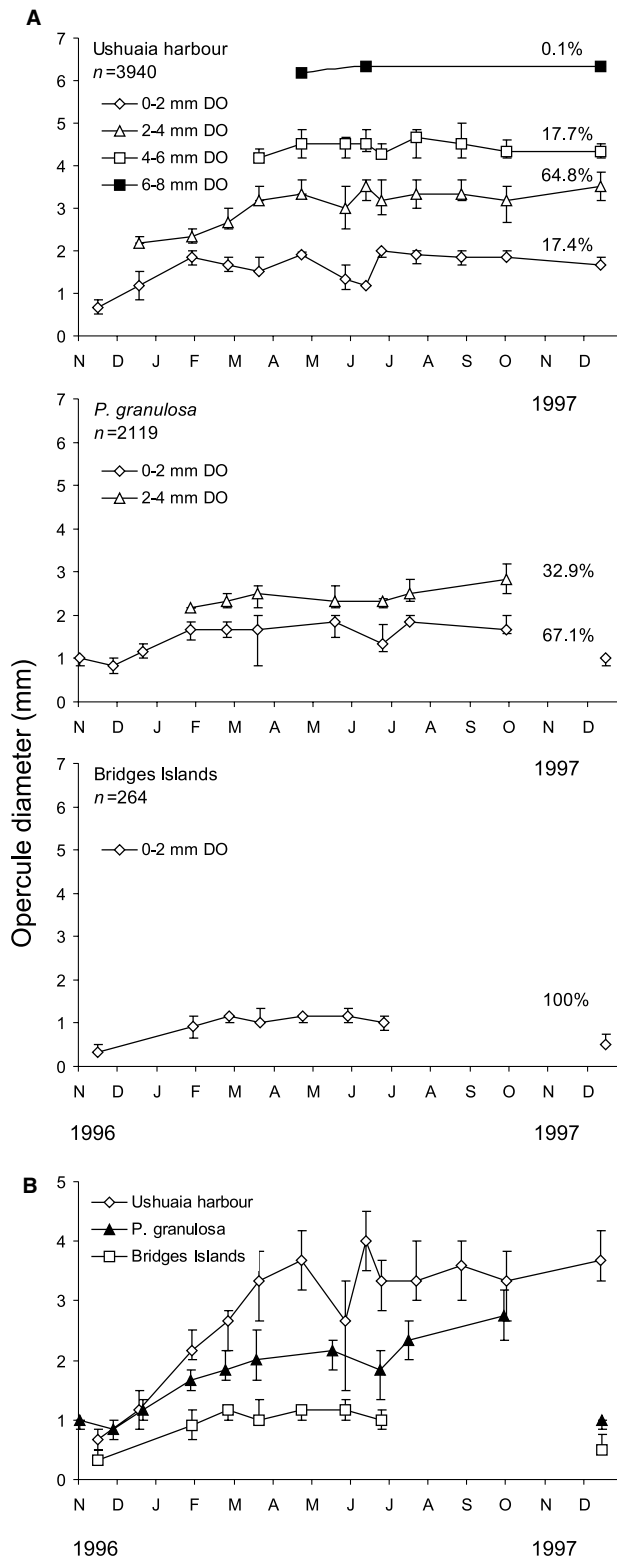 A
7
6
5
4
3
2
1
0
Ushuaia harbour
n=3940
0-2 mm DO
2-4 mm DO
4-6 mm DO
6-8 mm DO
0.1%
17.7%
64.8%
17.4%
N D J F M A M J J A S O N D
1997
7
6
5
4
3
2
1
0
P. granulosa
n=2119
0-2 mm DO
2-4 mm DO
32.9%
67.1%
N D J F M A M J J A S O N D
1997
Opercule diameter (mm)
7
6
5
4
3
2
1
0
Bridges Islands
n=264
0-2 mm DO
100%
N D J F M A M J J A S O N D
1996 1997
B
5
4
3
2
1
0
Ushuaia harbour
P. granulosa
Bridges Islands
N D J F M A M J J A S O N D
1996 1997